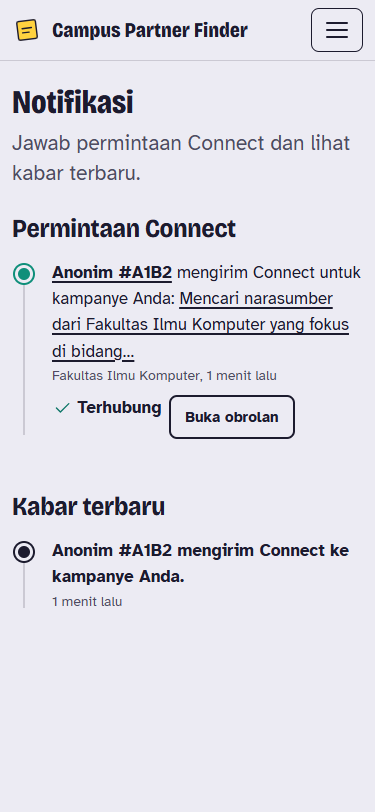 Campus Partner Finder
Notifikasi
Jawab permintaan Connect dan lihat
kabar terbaru.
Permintaan Connect
Anonim #A1B2 mengirim Connect untuk
kampanye Anda: Mencari narasumber
dari Fakultas Ilmu Komputer yang fokus
di bidang...
Fakultas Ilmu Komputer, 1 menit lalu
Terhubung Buka obrolan
Kabar terbaru
Anonim #A1B2 mengirim Connect ke
kampanye Anda.
1 menit lalu